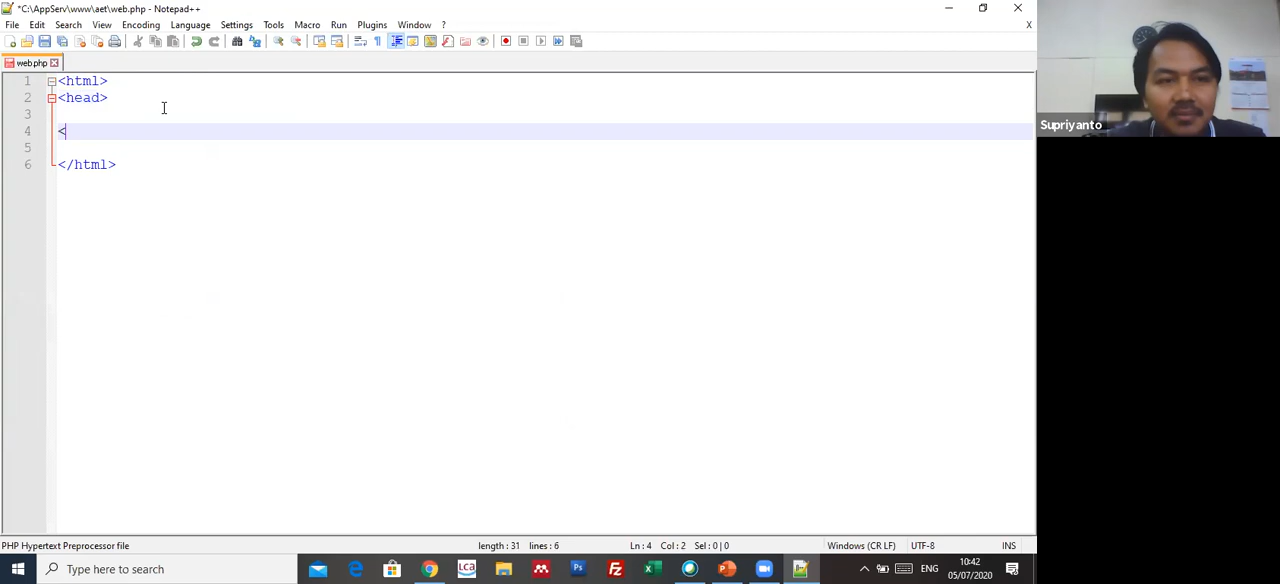 *C:\AppServ\www\aet\web.php - Notepad++
File Edit Search View Encoding Language Settings Tools Macro Run Plugins Window ? X
web.php
1 <html>
2 <head>
3
4 <
5
6 </html>
Supriyanto
PHP Hypertext Preprocessor file length : 31 lines : 6 Ln : 4 Col : 2 Sel : 0 | 0 Windows (CR LF) UTF-8 INS
Type here to search
LCA
Ps
ENG
10:42
05/07/2020